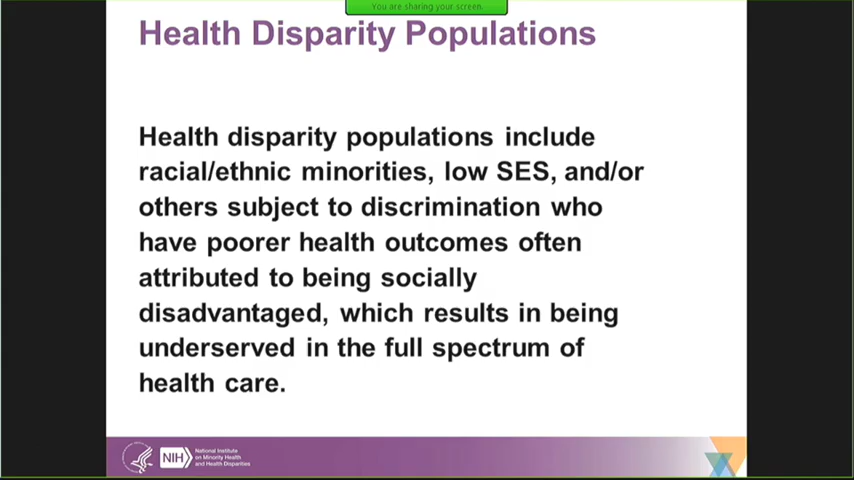 You are sharing your screen.
Health Disparity Populations
Health disparity populations include
racial/ethnic minorities, low SES, and/or
others subject to discrimination who
have poorer health outcomes often
attributed to being socially
disadvantaged, which results in being
underserved in the full spectrum of
health care.
NIH
National Institute
on Minority Health
and Health Disparities